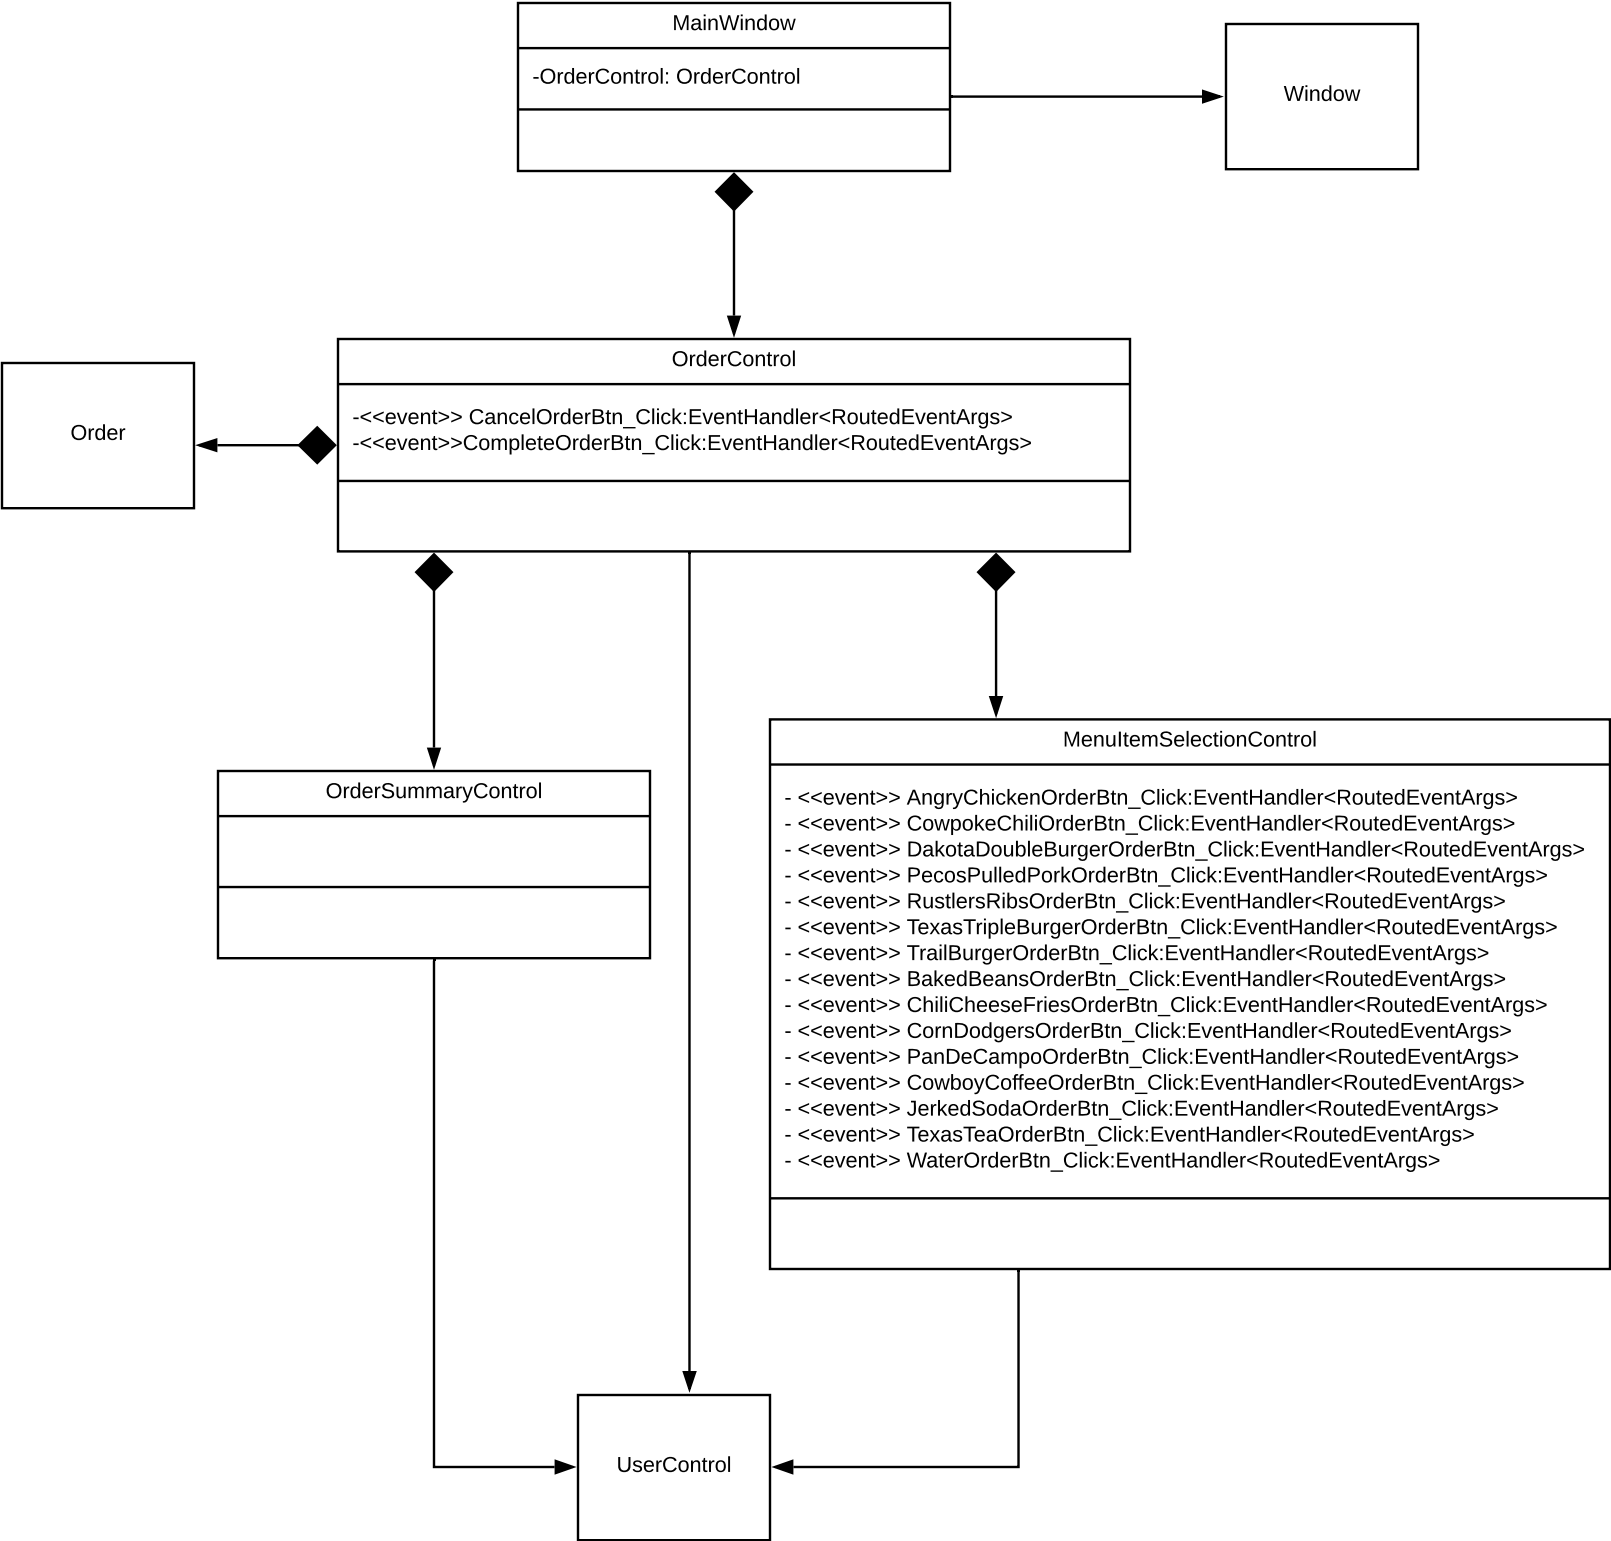 MainWindow
-OrderControl: OrderControl
Window
OrderControl
-<<event>> CancelOrderBtn_Click:EventHandler<RoutedEventArgs>
-<<event>>CompleteOrderBtn_Click:EventHandler<RoutedEventArgs>
Order
MenuItemSelectionControl
- <<event>> AngryChickenOrderBtn_Click:EventHandler<RoutedEventArgs>
- <<event>> CowpokeChiliOrderBtn_Click:EventHandler<RoutedEventArgs>
- <<event>> DakotaDoubleBurgerOrderBtn_Click:EventHandler<RoutedEventArgs>
- <<event>> PecosPulledPorkOrderBtn_Click:EventHandler<RoutedEventArgs>
- <<event>> RustlersRibsOrderBtn_Click:EventHandler<RoutedEventArgs>
- <<event>> TexasTripleBurgerOrderBtn_Click:EventHandler<RoutedEventArgs>
- <<event>> TrailBurgerOrderBtn_Click:EventHandler<RoutedEventArgs>
- <<event>> BakedBeansOrderBtn_Click:EventHandler<RoutedEventArgs>
- <<event>> ChiliCheeseFriesOrderBtn_Click:EventHandler<RoutedEventArgs>
- <<event>> CornDodgersOrderBtn_Click:EventHandler<RoutedEventArgs>
- <<event>> PanDeCampoOrderBtn_Click:EventHandler<RoutedEventArgs>
- <<event>> CowboyCoffeeOrderBtn_Click:EventHandler<RoutedEventArgs>
- <<event>> JerkedSodaOrderBtn_Click:EventHandler<RoutedEventArgs>
- <<event>> TexasTeaOrderBtn_Click:EventHandler<RoutedEventArgs>
- <<event>> WaterOrderBtn_Click:EventHandler<RoutedEventArgs>
OrderSummaryControl
UserControl